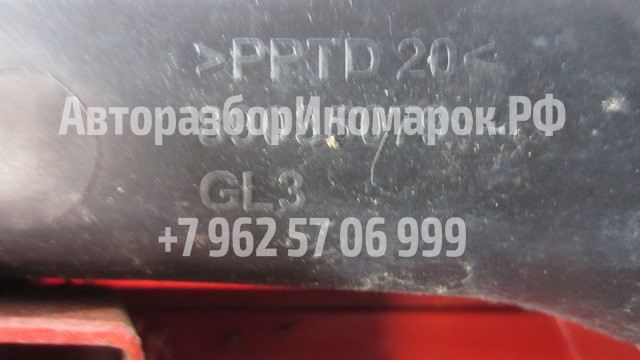 >PPTD 20<
АвторазборИномарок.РФ
GL3
+7 962 57 06 999